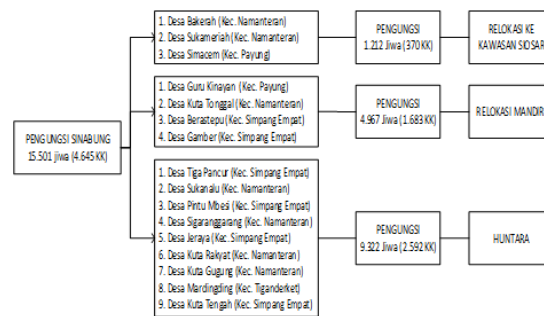 PENGUNGSI SINABUNG
15.501 jiwa (4.645 KK)
1. Desa Bakerah (Kec. Namanteran)
2. Desa Sukameriah (Kec. Namanteran)
3. Desa Simacem (Kec. Payung)
PENGUNGSI
1.212 Jiwa (370 KK)
RELOKASI KE
KAWASAN SIOSAR
1. Desa Guru Kinayan (Kec. Payung)
2. Desa Kuta Tonggal (Kec. Namanteran)
3. Desa Berastepu (Kec. Simpang Empat)
4. Desa Gamber (Kec. Simpang Empat)
PENGUNGSI
4.967 Jiwa (1.683 KK)
RELOKASI MANDIRI
1. Desa Tiga Pancur (Kec. Simpang Empat)
2. Desa Sukanalu (Kec. Namanteran)
3. Desa Pintu Mbesi (Kec. Simpang Empat)
4. Desa Sigaranggarang (Kec. Namanteran)
5. Desa Jeraya (Kec. Simpang Empat)
6. Desa Kuta Rakyat (Kec. Namanteran)
7. Desa Kuta Gugung (Kec. Namanteran)
8. Desa Mardingding (Kec. Tiganderket)
9. Desa Kuta Tengah (Kec. Simpang Empat)
PENGUNGSI
9.322 Jiwa (2.592 KK)
HUNTARA